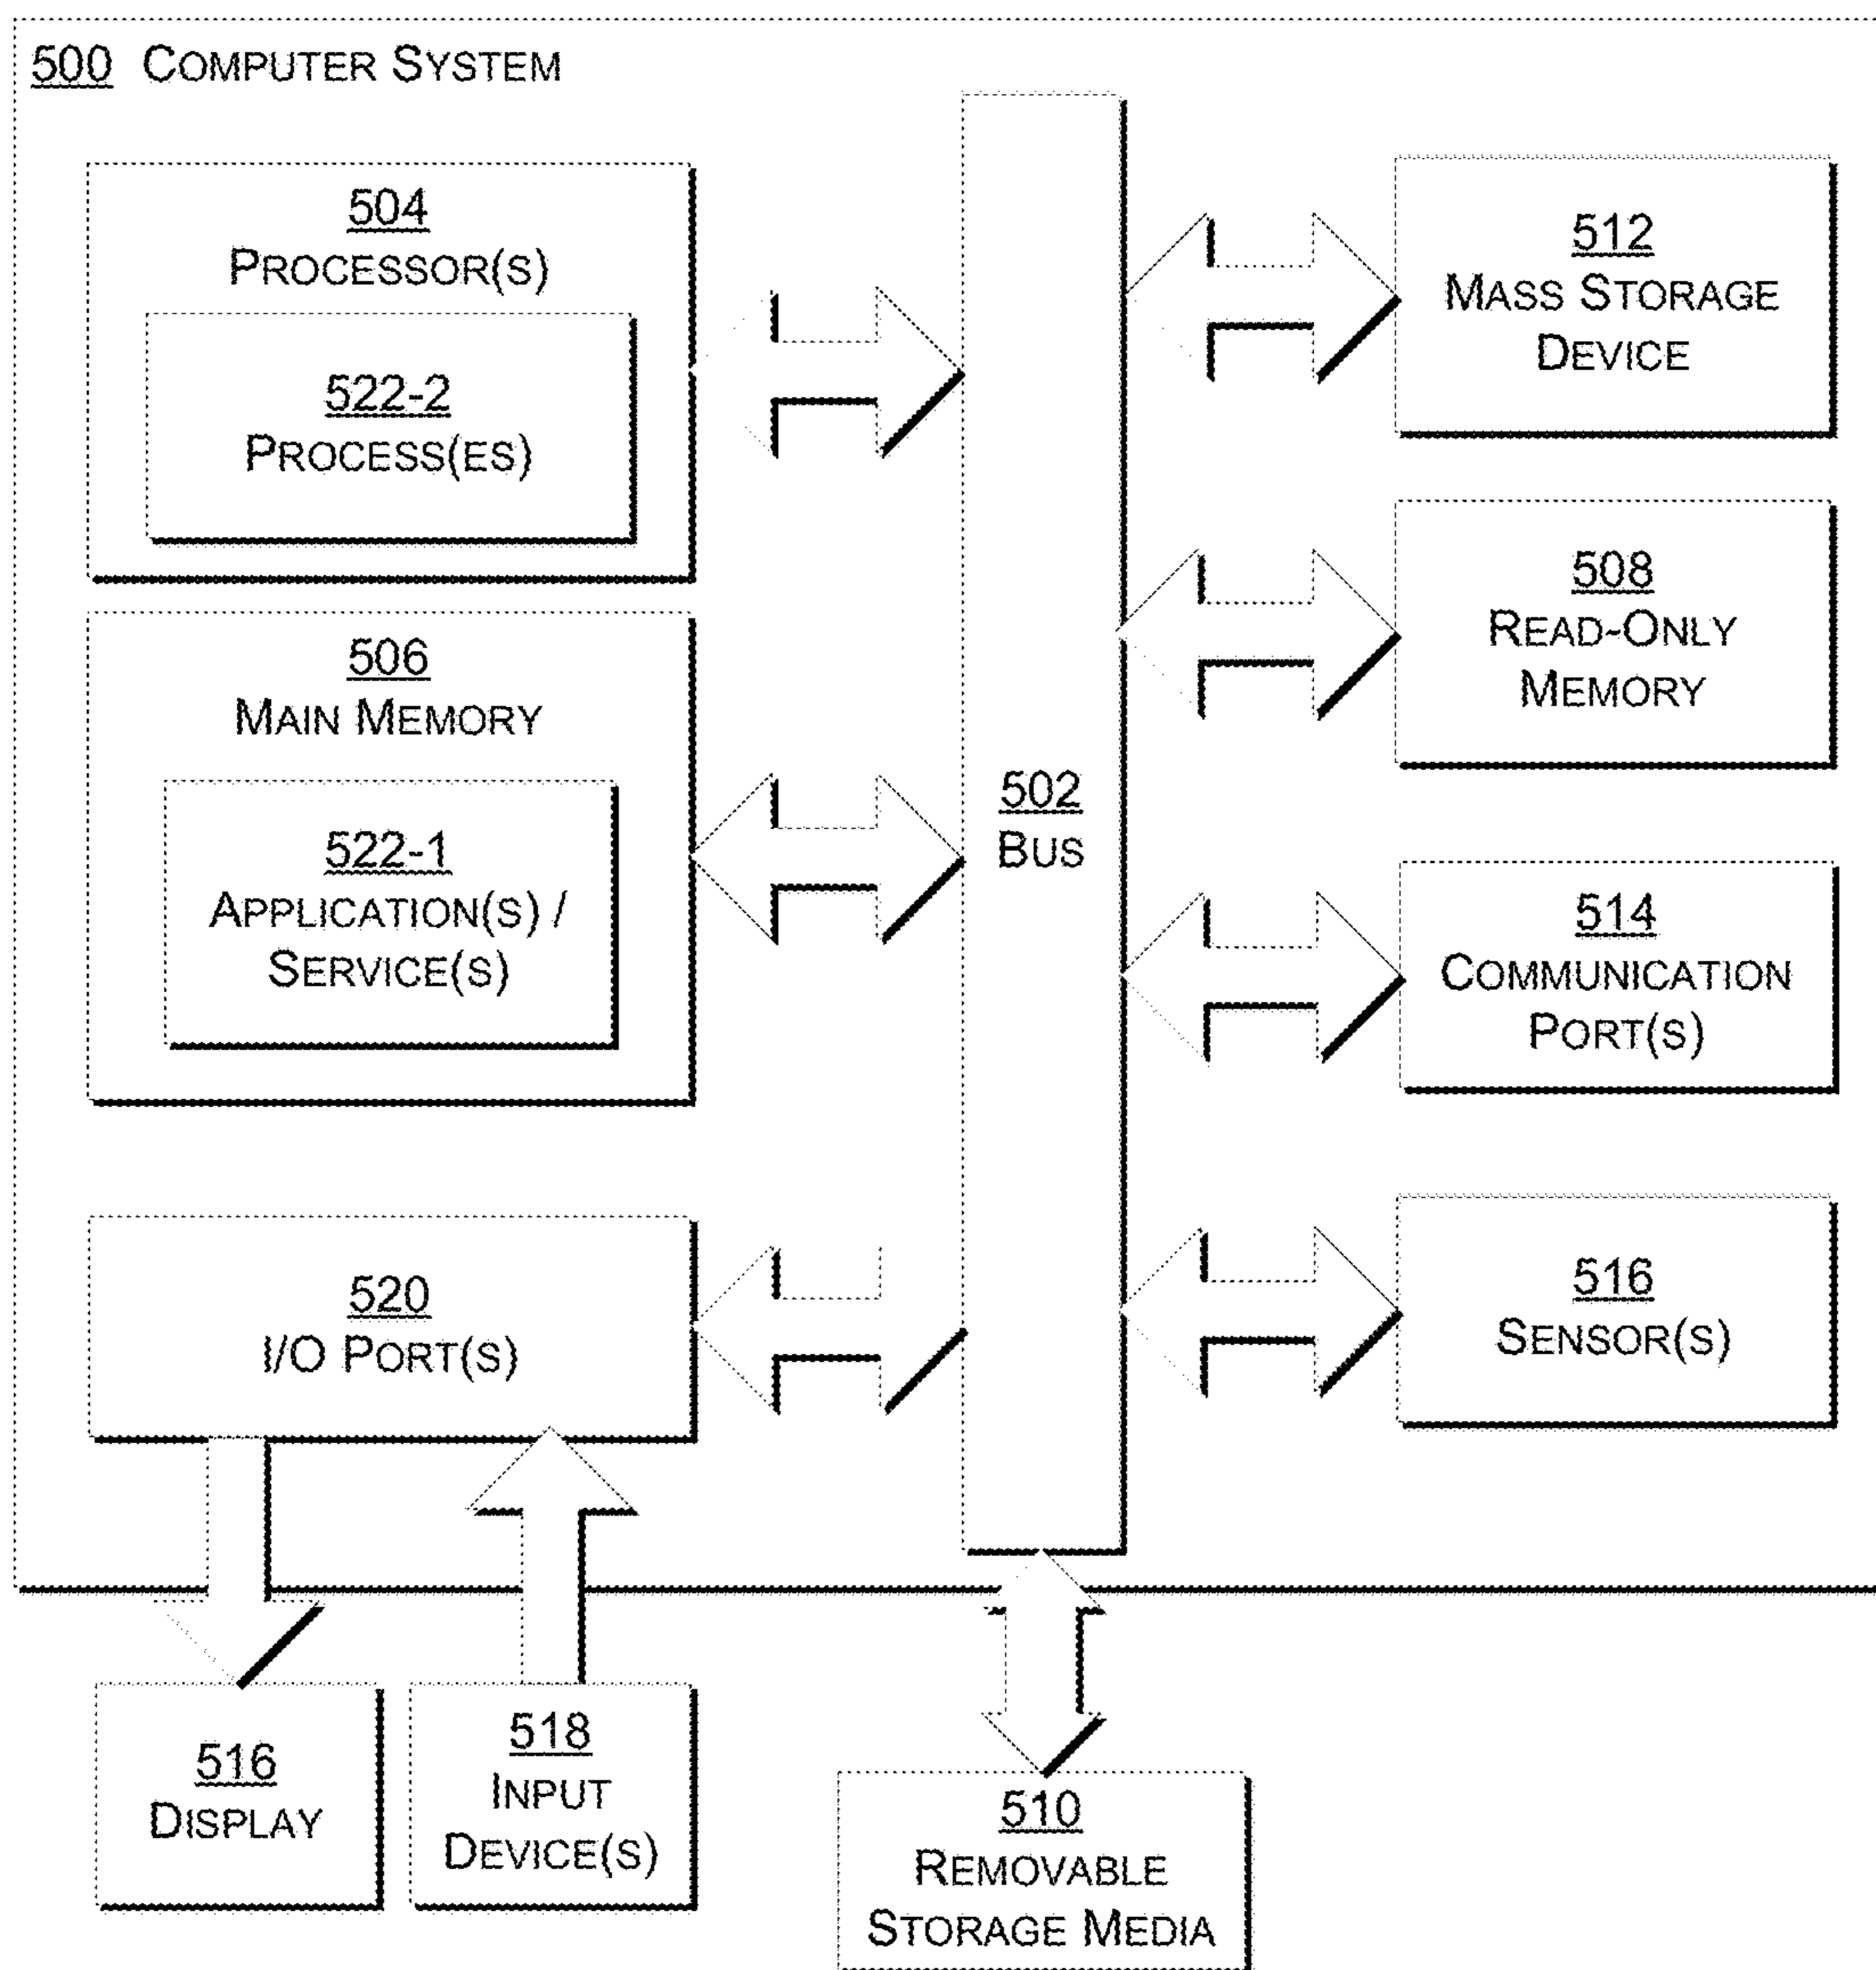 500 COMPUTER SYSTEM
504
PROCESSOR(S)
522-2
PROCESS(ES)
506
MAIN MEMORY
522-1
APPLICATION(S) /
SERVICE(S)
520
I/O PORT(S)
502
BUS
512
MASS STORAGE
DEVICE
508
READ-ONLY
MEMORY
514
COMMUNICATION
PORT(S)
516
SENSOR(S)
516
DISPLAY
518
INPUT
DEVICE(S)
510
REMOVABLE
STORAGE MEDIA